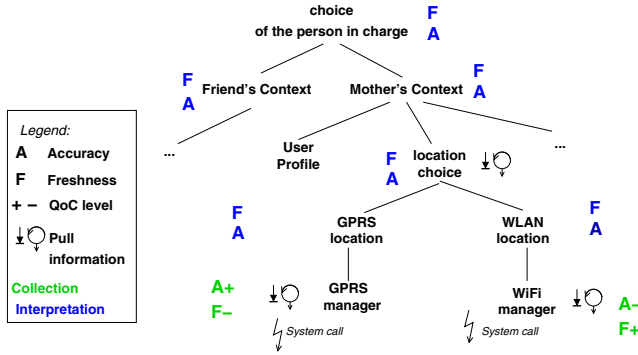 choice
of the person in charge
F
A
F
A
Friend's Context
Mother's Context
F
A
Legend:
A Accuracy
F Freshness
+ − QoC level
Pull
information
Collection
Interpretation
...
User
Profile
F
A
location
choice
...
F
A
GPRS
location
WLAN
location
F
A
A+
F−
GPRS
manager
System call
WiFi
manager
System call
A−
F+